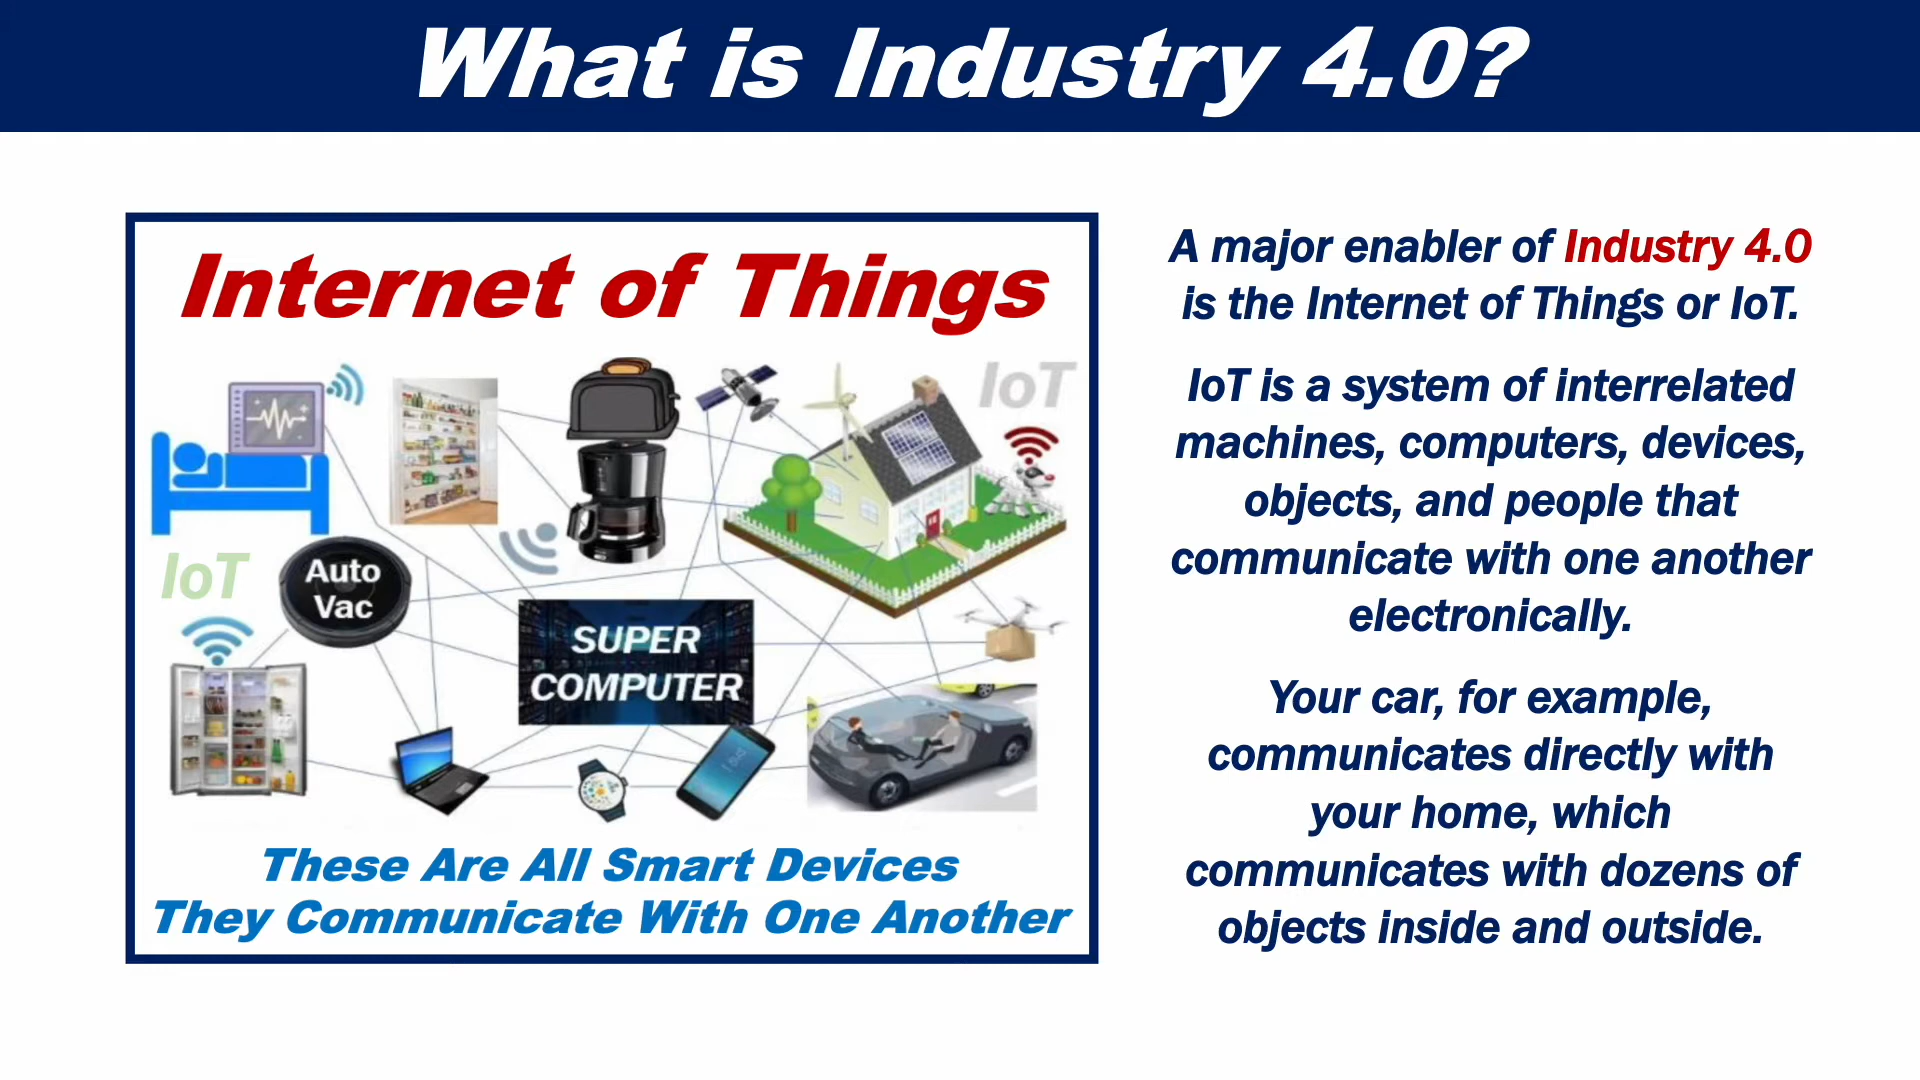 What is Industry 4.0?
Internet of Things
IoT
IoT
Auto
Vac
SUPER
COMPUTER
These Are All Smart Devices
They Communicate With One Another
A major enabler of Industry 4.0
is the Internet of Things or IoT.
IoT is a system of interrelated
machines, computers, devices,
objects, and people that
communicate with one another
electronically.
Your car, for example,
communicates directly with
your home, which
communicates with dozens of
objects inside and outside.